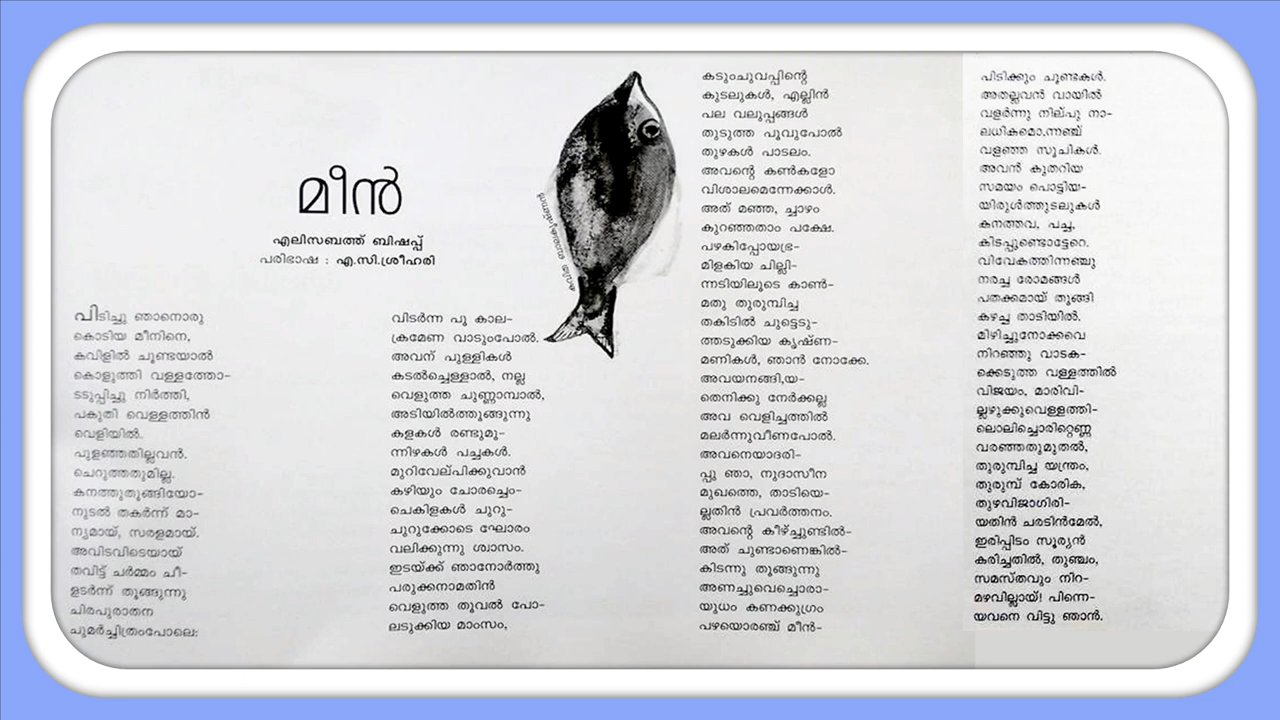 മീൻ
എലിസബത്ത് ബിഷപ്പ്
പരിഭാഷ : എ.സി.ശ്രീഹരി
വിടിച്ചു ഞാനൊരു
കൊടിയ മീനിനെ,
കവിളിൽ ചൂണ്ടയാൽ
കൊളുത്തി വള്ളത്തോ-
ടടുപ്പിച്ചു നിർത്തി,
പകുതി വെള്ളത്തിൻ
വെളിയിൽ.
പുളഞ്ഞതില്ലവൻ.
ചെറുത്തതുമില്ല.
കനത്തുതൂങ്ങിയോ-
നുടൽ തകർന്ന് മാ-
ന്യമായ്, സരളമായ്.
അവിടവിടെയായ്
തവിട്ട് ചർമ്മം ചീ-
ളടർന്ന് തൂങ്ങുന്നു
ചിരപുരാതന
ചുമർച്ചിത്രംപോലെ:
വിടർന്ന പൂ കാല-
ക്രമേണ വാടുംപോൽ.
അവന് പുള്ളികൾ
കടൽച്ചെള്ളാൽ, നല്ല
വെളുത്ത ചുണ്ണാമ്പാൽ,
അടിയിൽത്തൂങ്ങുന്നു
കളകൾ രണ്ടുമൂ-
ന്നിഴകൾ പച്ചകൾ.
മുറിവേല്പിക്കുവാൻ
കഴിയും ചോരച്ചെം-
ചെകിളകൾ ചുറു-
ചുറുക്കോടെ ഘോരം
വലിക്കുന്നു ശ്വാസം.
ഇടയ്ക്ക് ഞാനോർത്തു
പരുക്കനാമതിൻ
വെളുത്ത തൂവൽ പോ-
ലടുക്കിയ മാംസം,
കടുംചുവപ്പിന്റെ
കുടലുകൾ, എല്ലിൻ
പല വലുപ്പങ്ങൾ
തുടുത്ത പൂവുപോൽ
തുഴകൾ പാടലം.
അവന്റെ കൺകളോ
വിശാലമെന്നേക്കാൾ.
അത് മഞ്ഞ, ച്ചാഴം
കുറഞ്ഞതാം പക്ഷേ.
പഴകിപ്പോയഭ്ര-
മിളകിയ ചില്ലി-
ന്നടിയിലൂടെ കാൺ-
മതു തുരുമ്പിച്ച
തകിടിൽ ചുട്ടെടു-
ത്തടുക്കിയ കൃഷ്ണ-
മണികൾ, ഞാൻ നോക്കേ.
അവയനങ്ങി,യ-
തെനിക്കു നേർക്കല്ല
അവ വെളിച്ചത്തിൽ
മലർന്നുവീണപോൽ.
അവനെയാദരി-
പ്പൂ ഞാ, നുദാസീന
മുഖത്തെ, താടിയെ-
ല്ലതിൻ പ്രവർത്തനം.
അവന്റെ കീഴ്ച്ചുണ്ടിൽ-
അത് ചുണ്ടാണെങ്കിൽ-
കിടന്നു തൂങ്ങുന്നു
അണച്ചുവെച്ചൊരാ-
യുധം കണക്കുഗ്രം
പഴയൊരഞ്ച് മീൻ-
പിടിക്കും ചൂണ്ടകൾ.
അതല്ലവൻ വായിൽ
വളർന്നു നില്പു നാ-
ലധികമൊ,ന്നഞ്ച്
വളഞ്ഞ സൂചികൾ.
അവൻ കുതറിയ
സമയം പൊട്ടിയ-
യിരുൾത്തുടലുകൾ
കനത്തവ, പച്ച,
കിടപ്പുണ്ടൊട്ടേറെ.
വിവേകത്തിന്നഞ്ചു
നരച്ച രോമങ്ങൾ
പതക്കമായ് തൂങ്ങി
കഴച്ച താടിയിൽ.
മിഴിച്ചുനോക്കവെ
നിറഞ്ഞു വാടക-
ക്കെടുത്ത വള്ളത്തിൽ
വിജയം, മാരിവി-
ല്ലഴുക്കുവെള്ളത്തി-
ലൊലിച്ചൊരിറ്റെണ്ണ
വരഞ്ഞതുമുതൽ,
തുരുമ്പിച്ച യന്ത്രം,
തുരുമ്പ് കോരിക,
തുഴവിജാഗിരി-
യതിൻ ചരടിൻമേൽ,
ഇരിപ്പിടം സൂര്യൻ
കരിച്ചതിൽ, തുഞ്ചം,
സമസ്തവും നിറ-
മഴവില്ലായ്! പിന്നെ-
യവനെ വിട്ടു ഞാൻ.